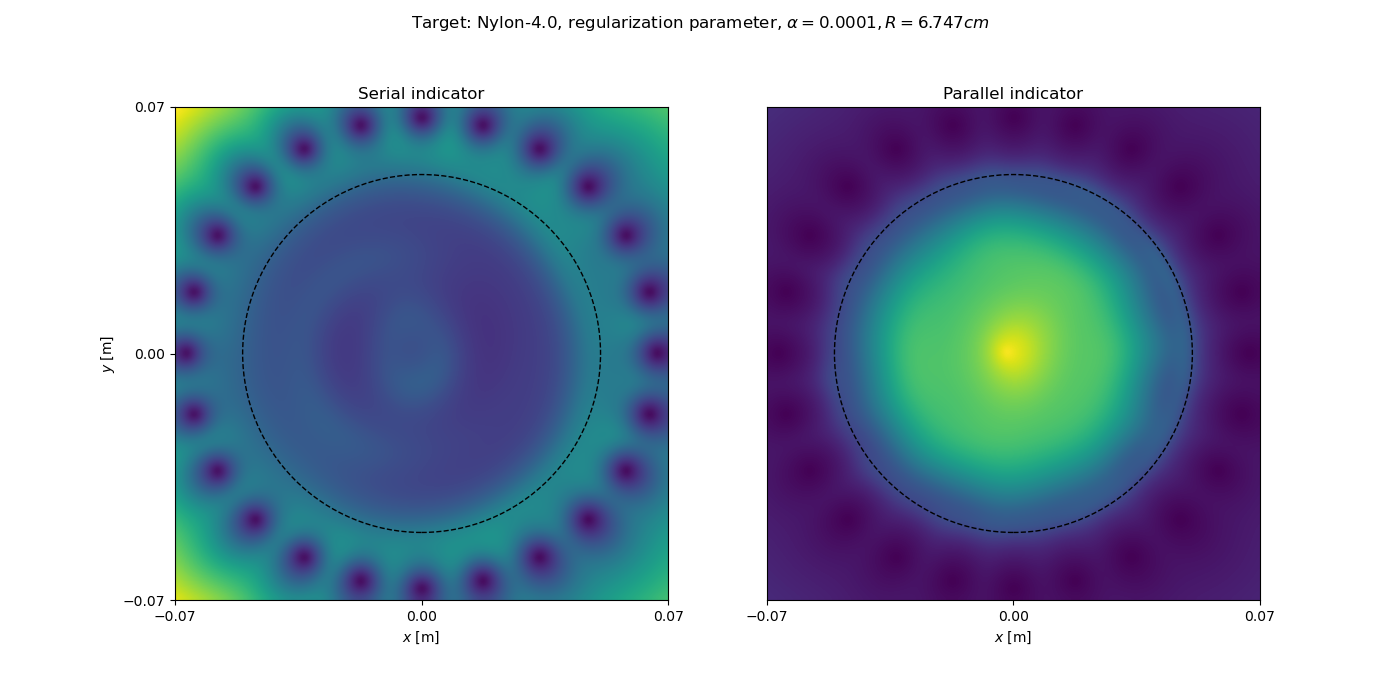 Target: Nylon-4.0, regularization parameter, α = 0.0001, R = 6.747cm
Serial indicator
Parallel indicator
0.07
0.00
−0.07
y [m]
−0.07 0.00 0.07
x [m]
−0.07 0.00 0.07
x [m]